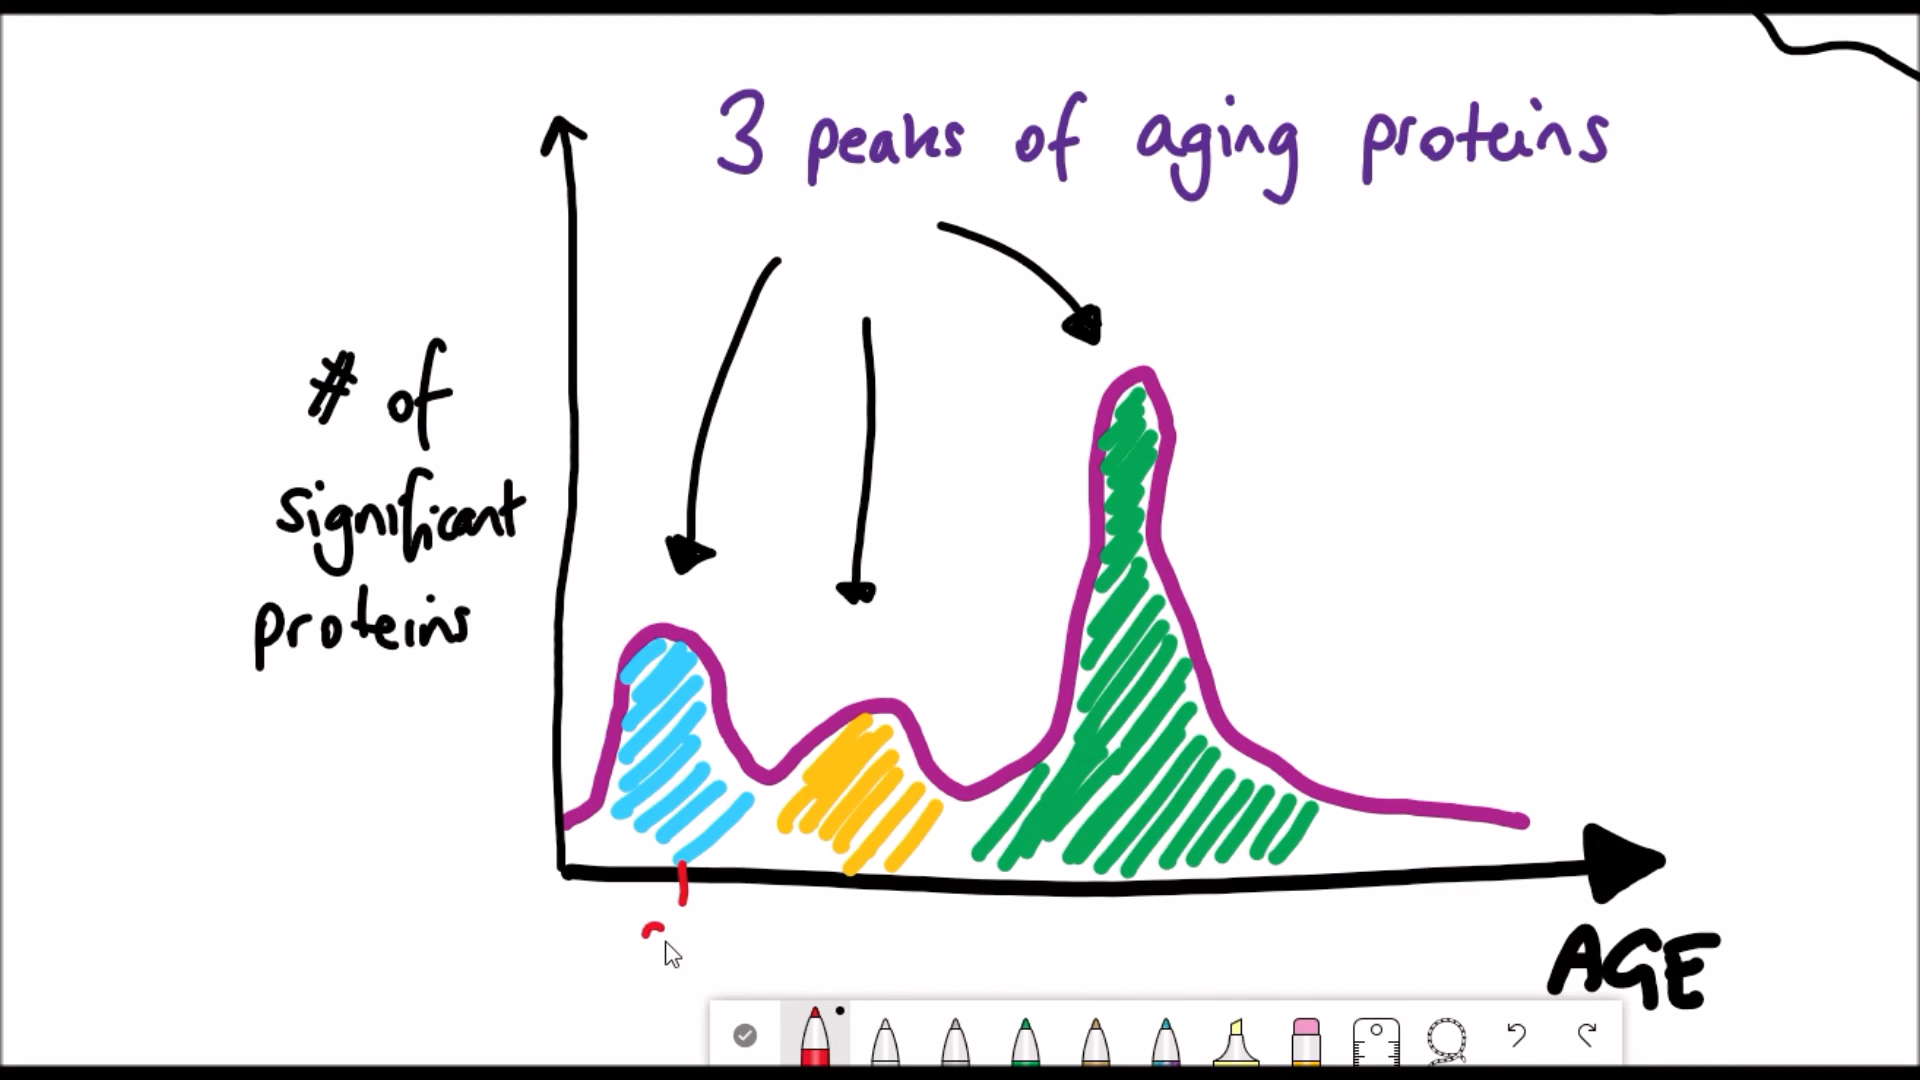 3 peaks of aging proteins
# of
significant
proteins
AGE